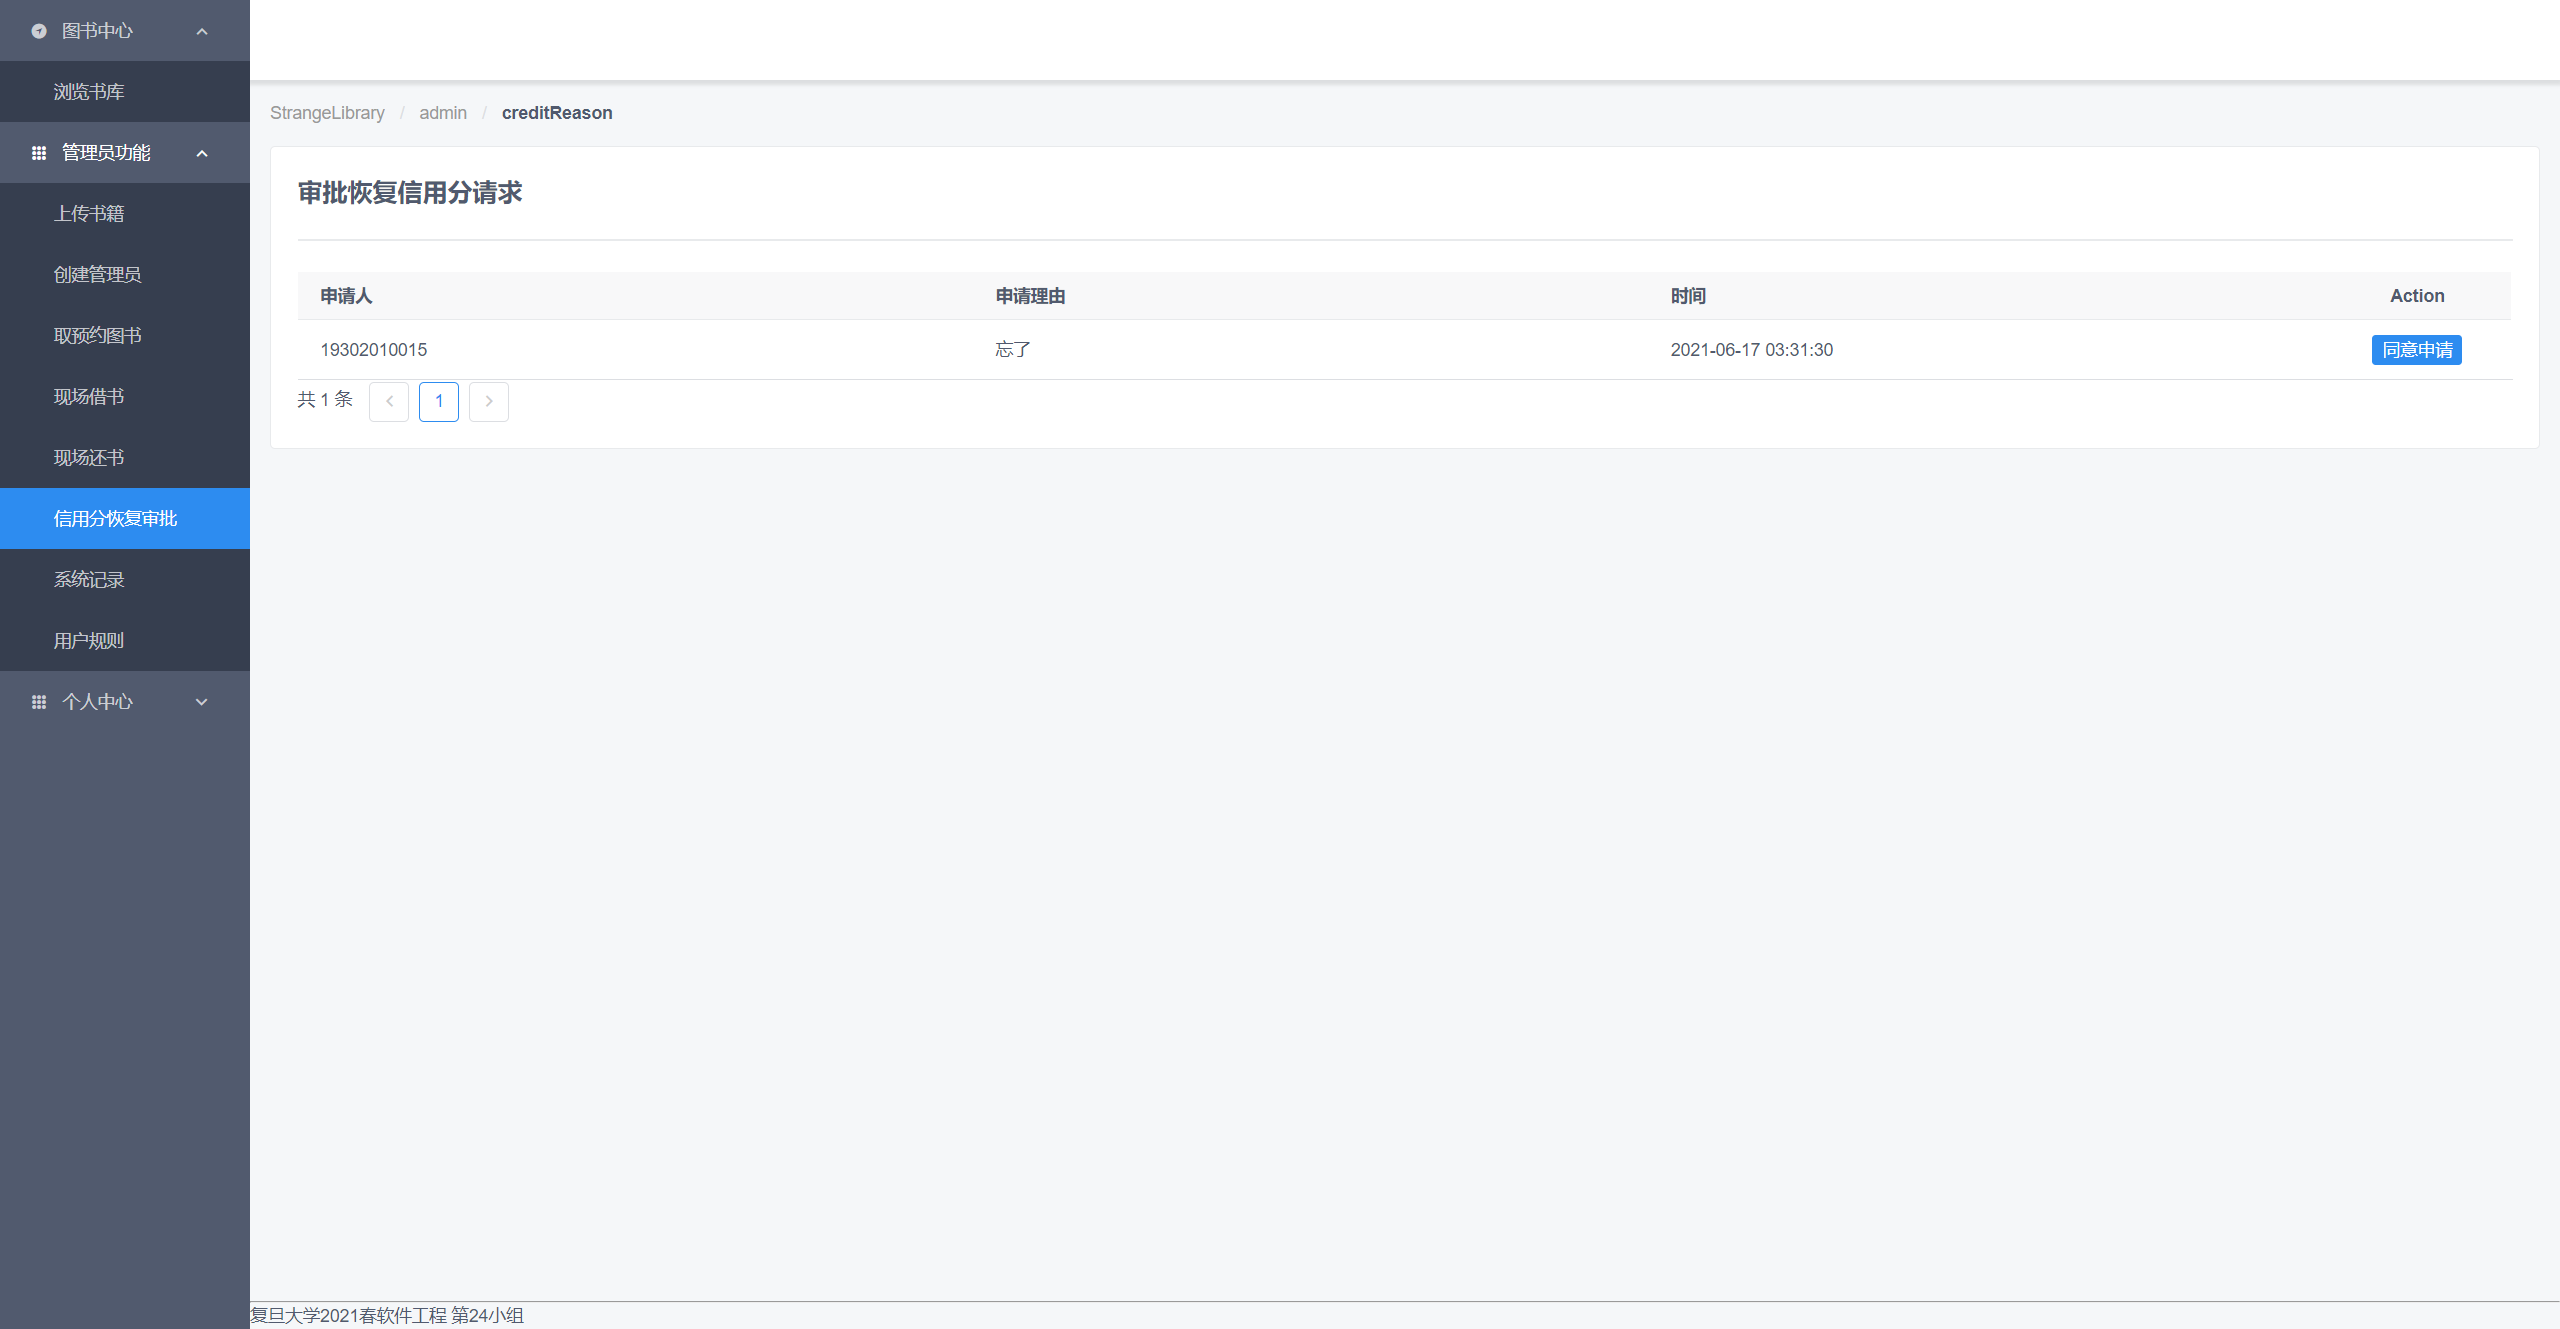 图书中心
浏览书库
管理员功能
上传书籍
创建管理员
取预约图书
现场借书
现场还书
信用分恢复审批
系统记录
用户规则
个人中心
StrangeLibrary / admin / creditReason
审批恢复信用分请求
申请人 申请理由 时间 Action
19302010015 忘了 2021-06-17 03:31:30 同意申请
共 1 条 1
复旦大学2021春软件工程 第24小组